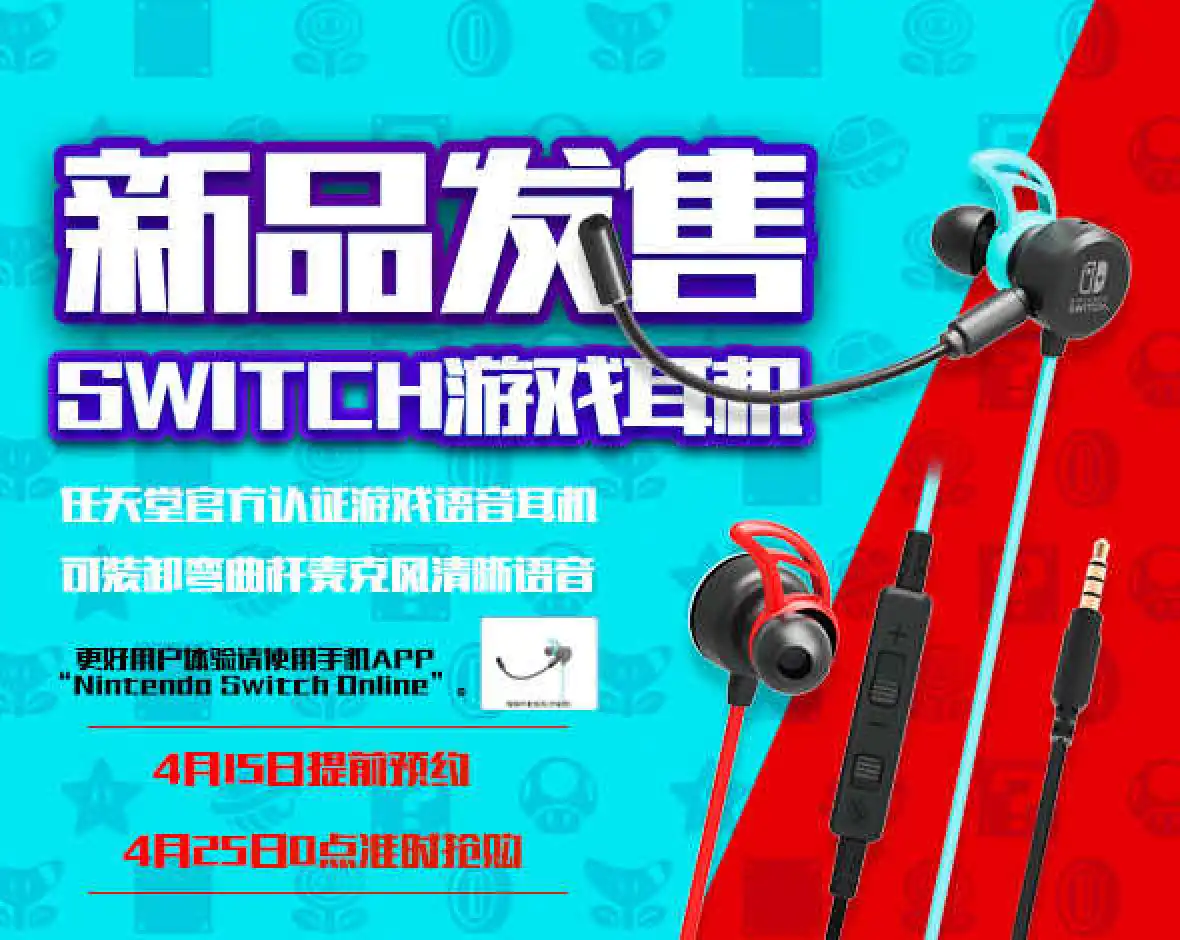 新品发售
SWITCH游戏耳机
任天堂官方认证游戏语音耳机
可装卸弯曲杆麦克风清晰语音
更好用户体验请使用手机APP
“Nintendo Switch Online”。
4月15日提前预约
4月25日0点准时抢购
SWITCH
+
−